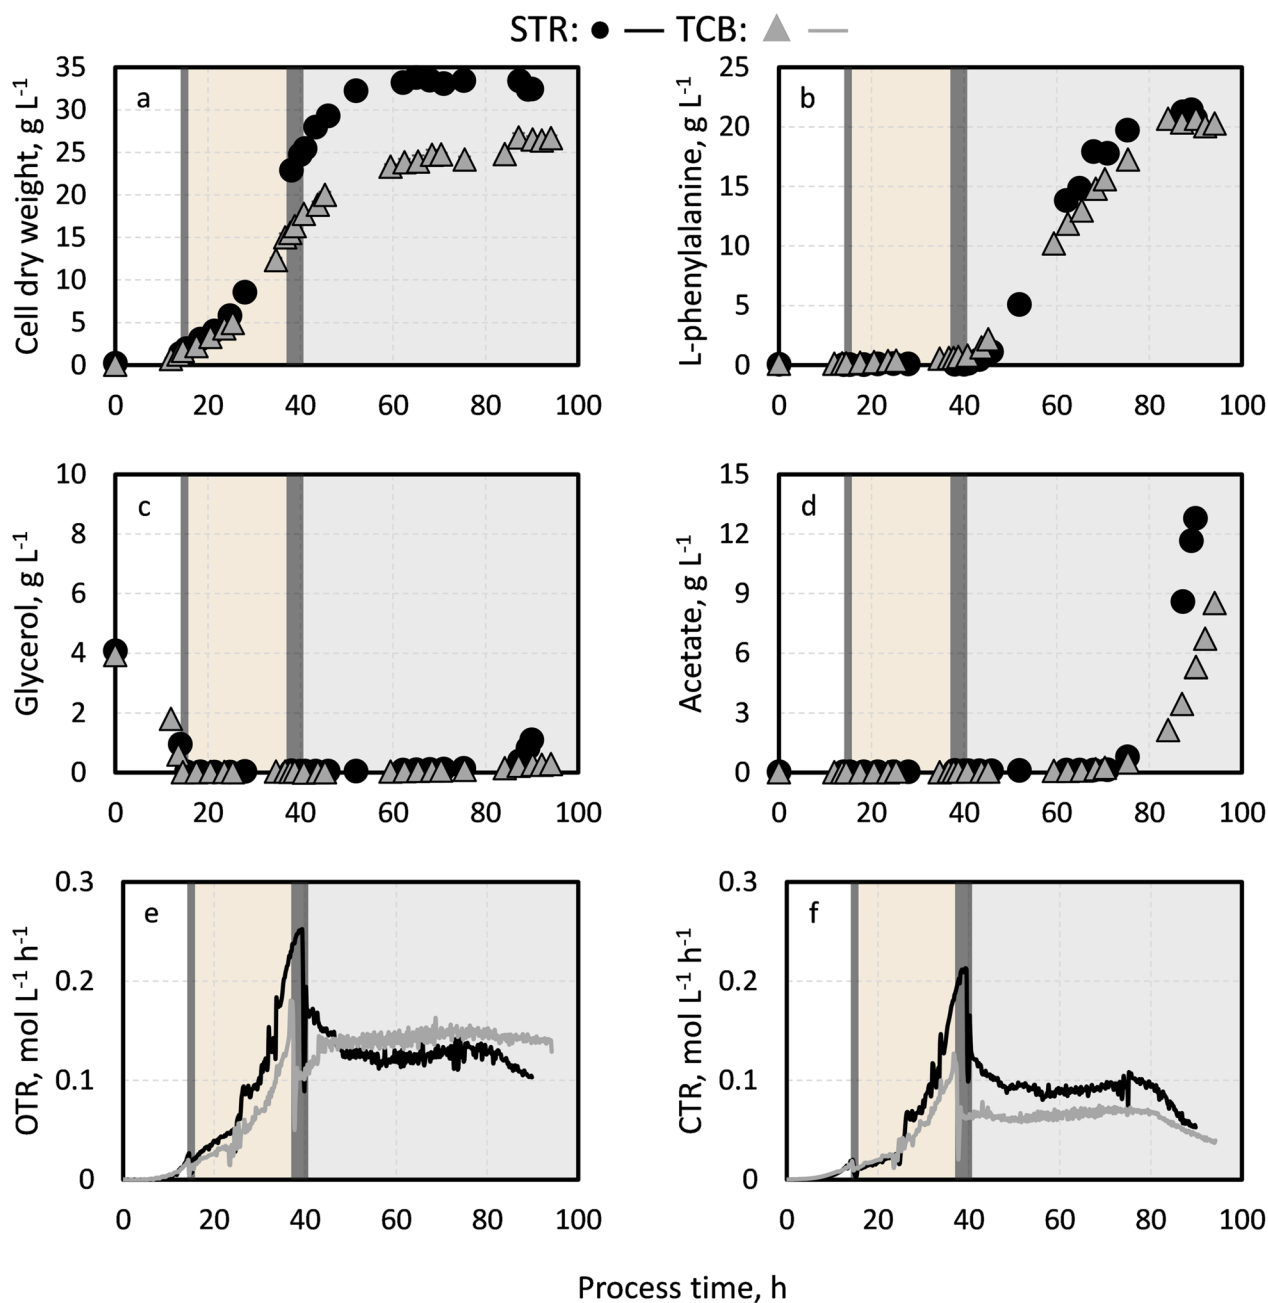 STR: TCB:
Cell dry weight, g L⁻¹
35
30
25
20
15
10
5
0
a
0 20 40 60 80 100
L-phenylalanine, g L⁻¹
25
20
15
10
5
0
b
0 20 40 60 80 100
Glycerol, g L⁻¹
10
8
6
4
2
0
c
0 20 40 60 80 100
Acetate, g L⁻¹
15
12
9
6
3
0
d
0 20 40 60 80 100
OTR, mol L⁻¹ h⁻¹
0.3
0.2
0.1
0
e
0 20 40 60 80 100
CTR, mol L⁻¹ h⁻¹
0.3
0.2
0.1
0
f
0 20 40 60 80 100
Process time, h